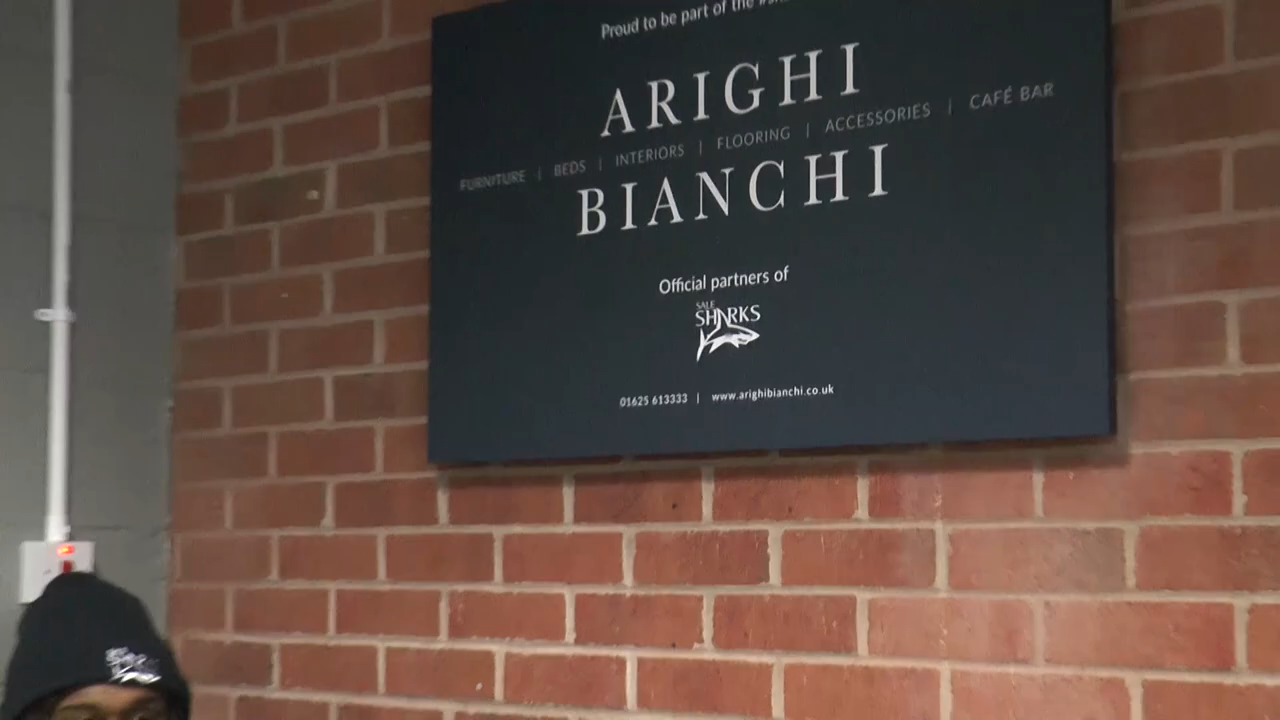 Proud to be part of the
ARIGHI
FURNITURE | BEDS | INTERIORS | FLOORING | ACCESSORIES | CAFÉ BAR
BIANCHI
Official partners of
SALE
SHARKS
01625 613333 | www.arighibianchi.co.uk